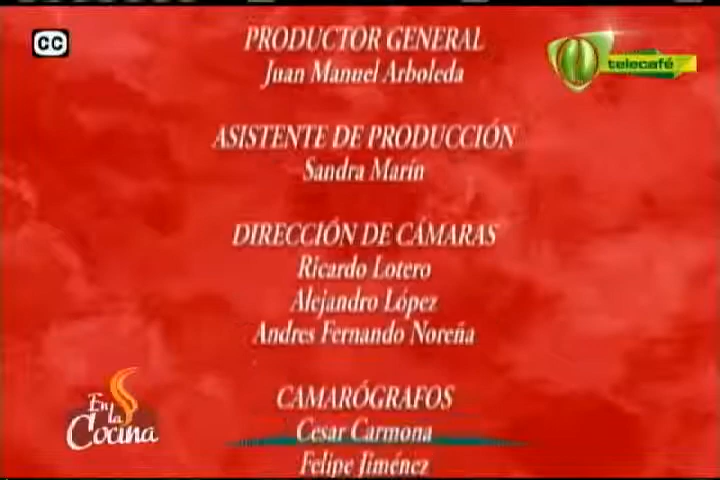 CC
PRODUCTOR GENERAL
telecafé
Juan Manuel Arboleda
ASISTENTE DE PRODUCCIÓN
Sandra Marín
DIRECCIÓN DE CÁMARAS
Ricardo Lotero
Alejandro López
Andres Fernando Noreña
CAMARÓGRAFOS
Cesar Carmona
Felipe Jiménez
En
la
Cocina